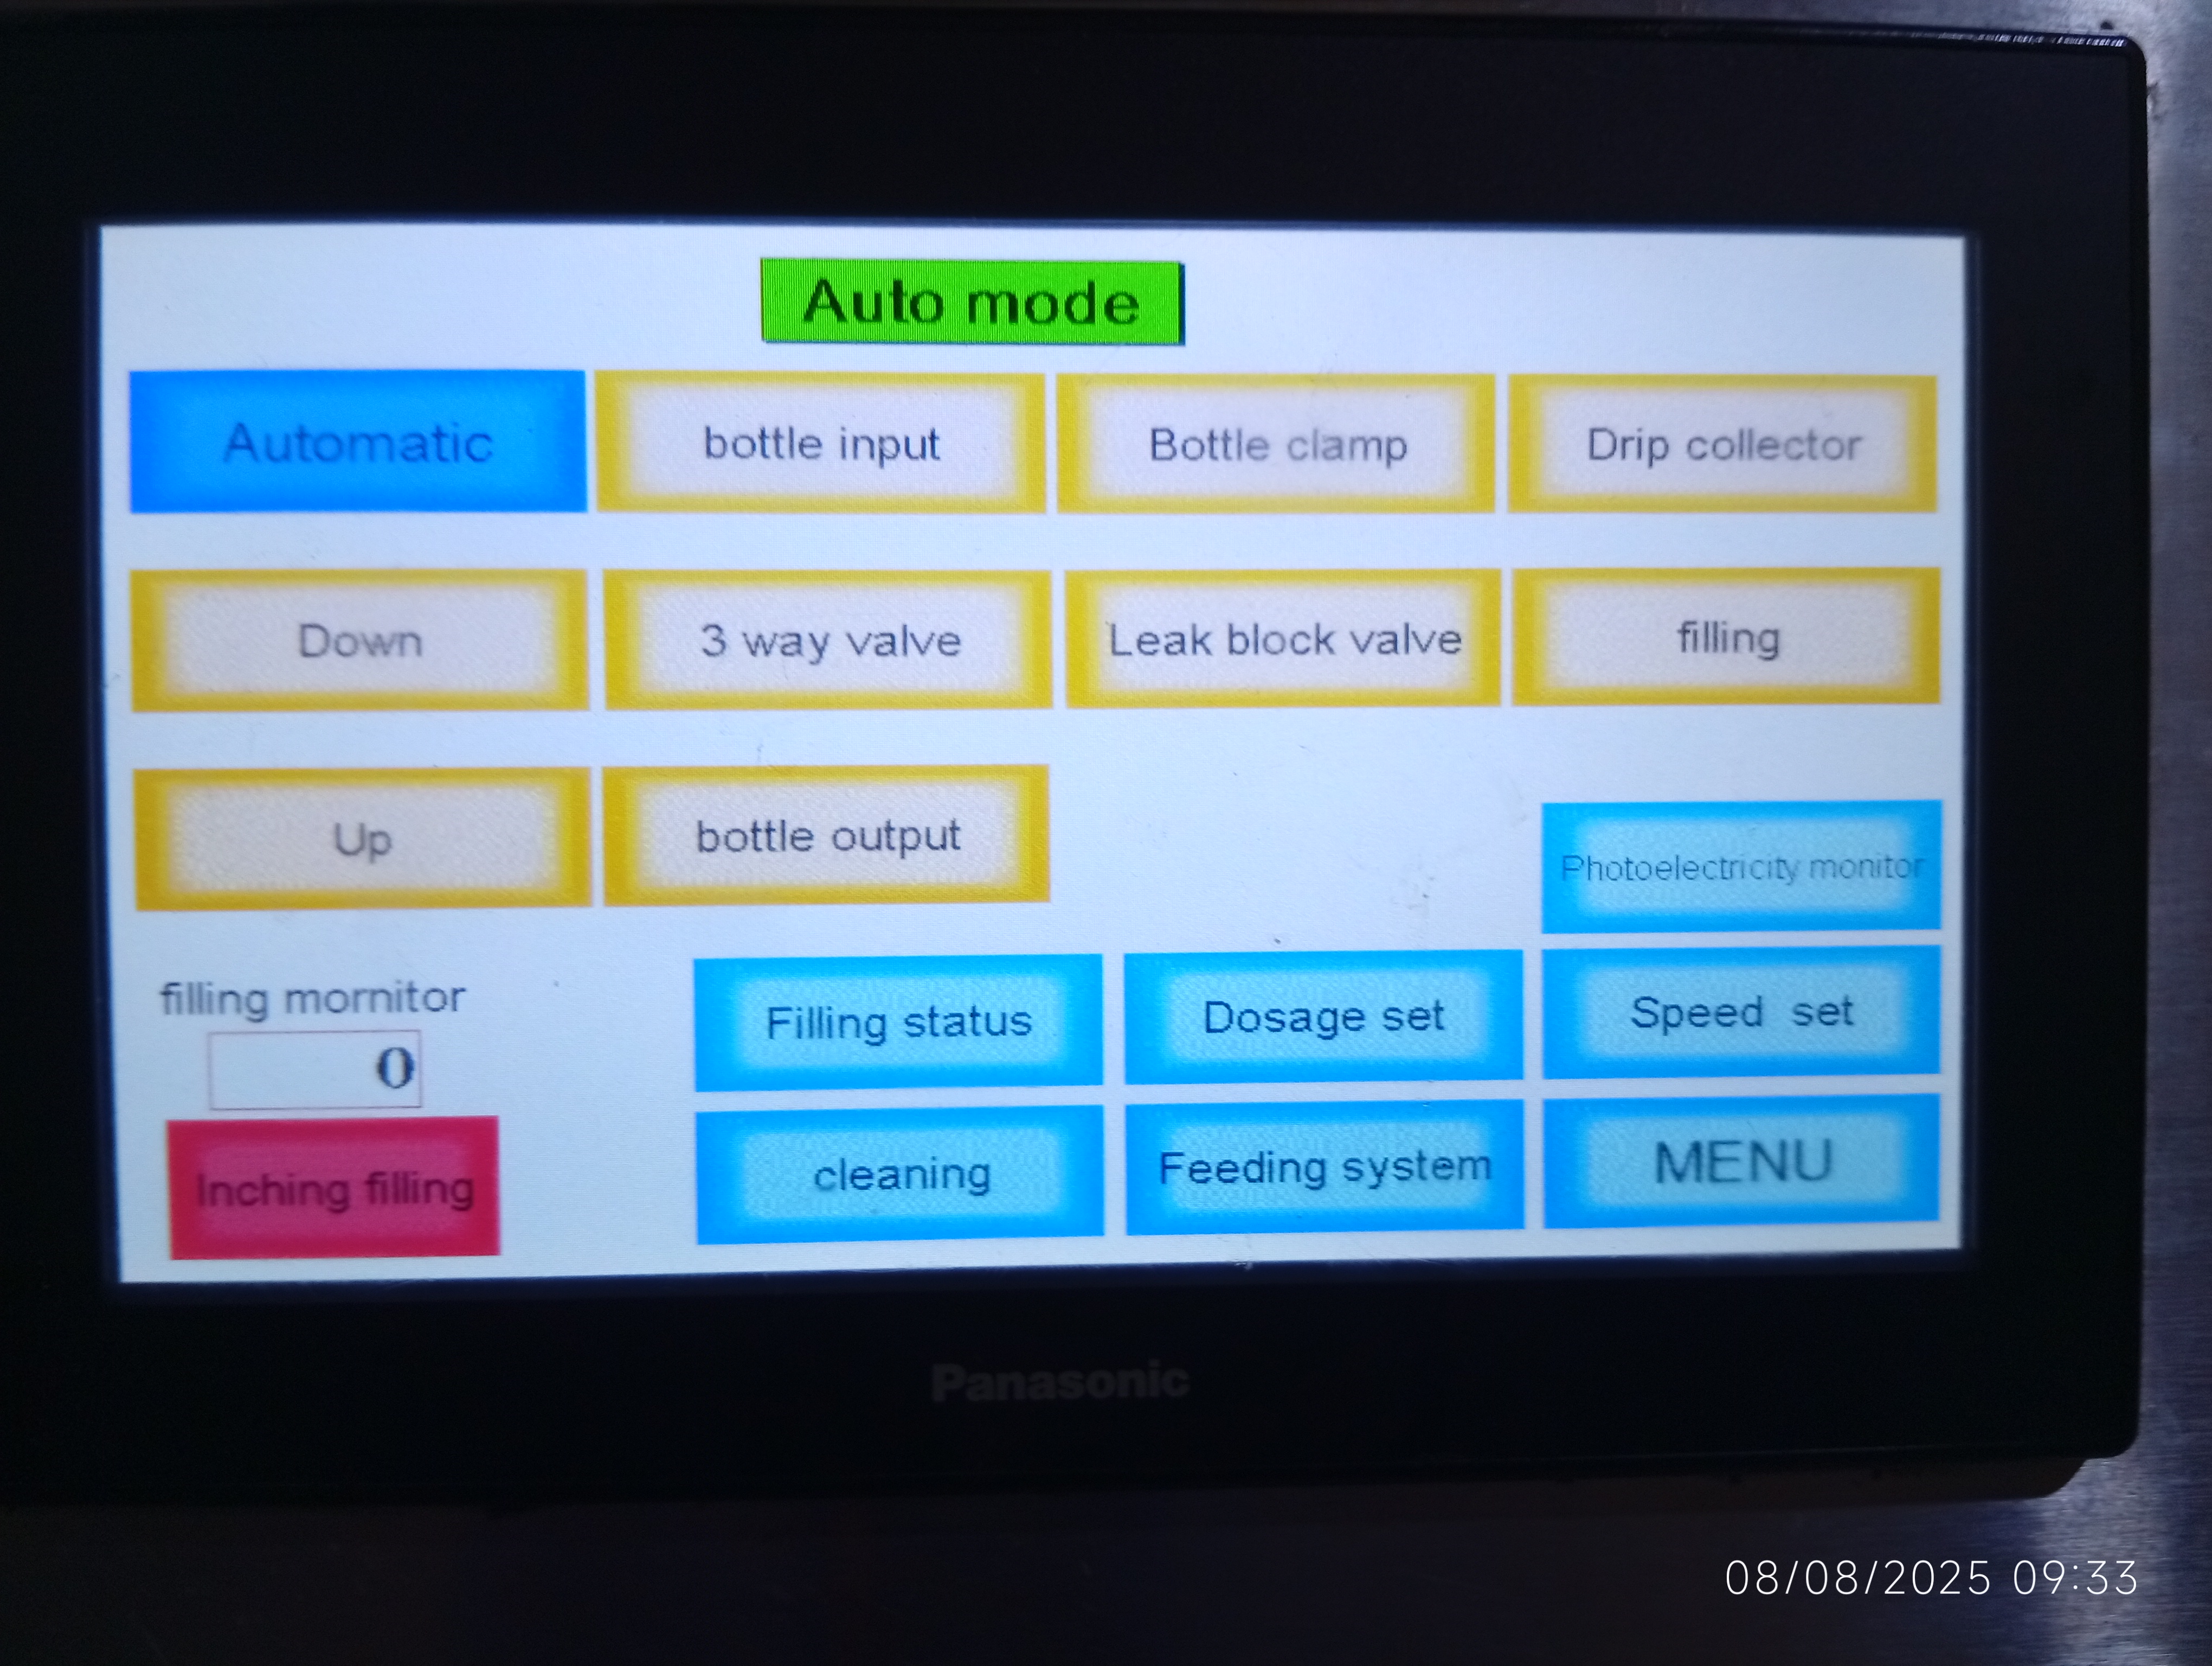 Auto mode
Automatic
bottle input
Bottle clamp
Drip collector
Down
3 way valve
Leak block valve
filling
Up
bottle output
Photoelectricity monitor
filling mornitor
0
Filling status
Dosage set
Speed set
Inching filling
cleaning
Feeding system
MENU
Panasonic
08/08/2025 09:33